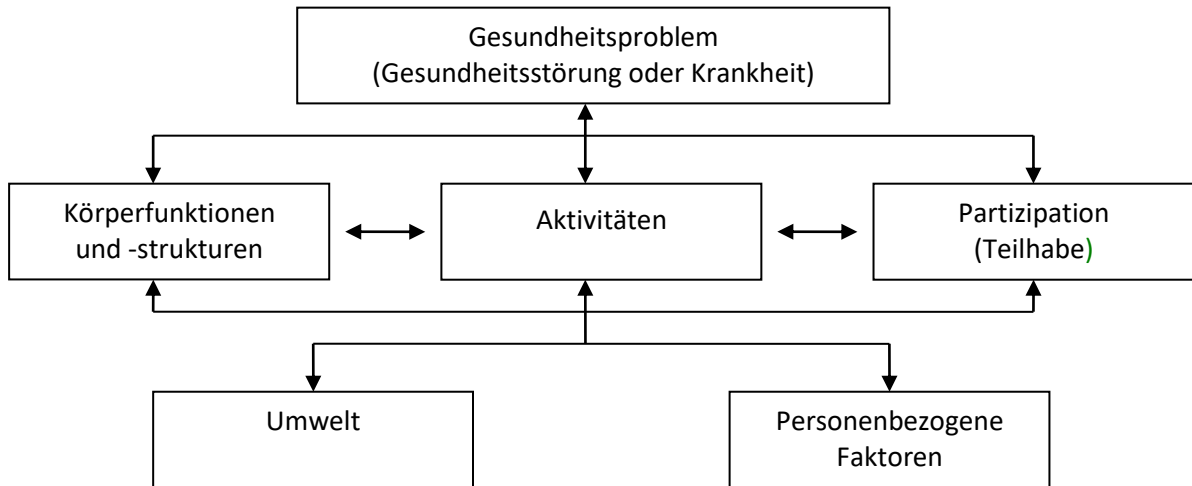 Gesundheitsproblem
(Gesundheitsstörung oder Krankheit)
Körperfunktionen
und -strukturen
Aktivitäten
Partizipation
(Teilhabe)
Umwelt
Personenbezogene
Faktoren